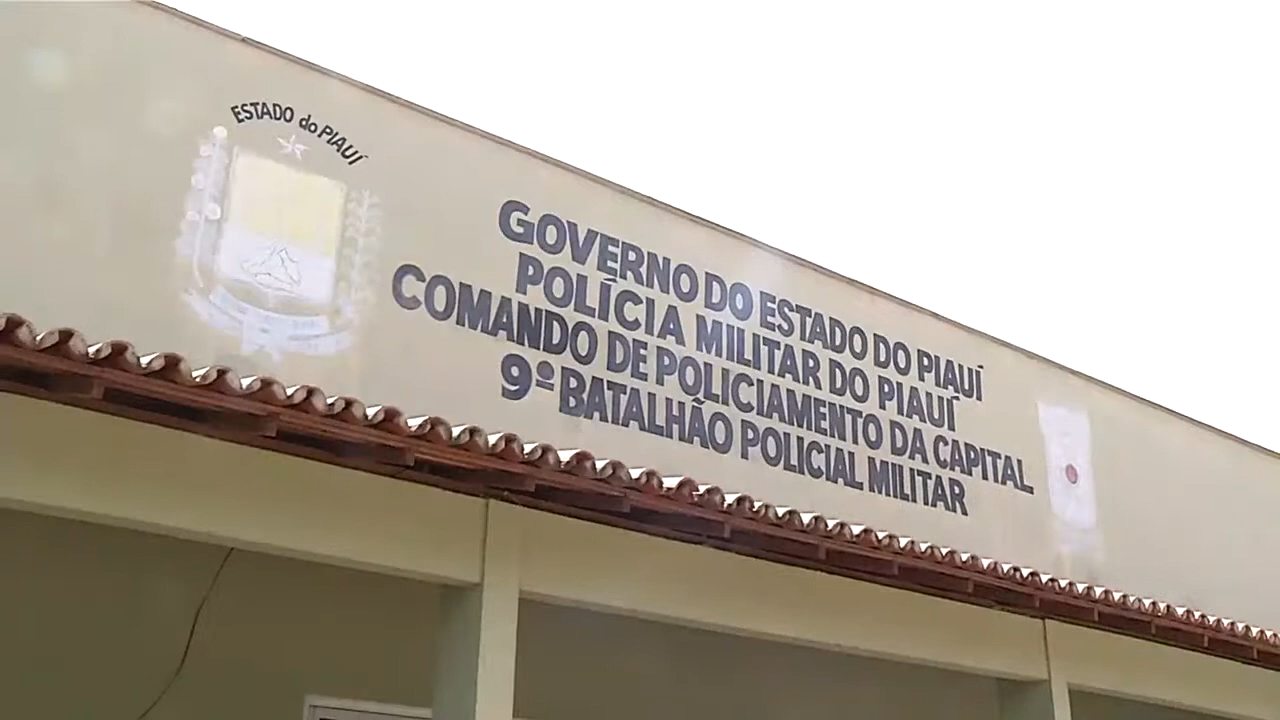 ESTADO do PIAUÍ
GOVERNO DO ESTADO DO PIAUÍ
POLÍCIA MILITAR DO PIAUÍ
COMANDO DE POLICIAMENTO DA CAPITAL
9º BATALHÃO POLICIAL MILITAR